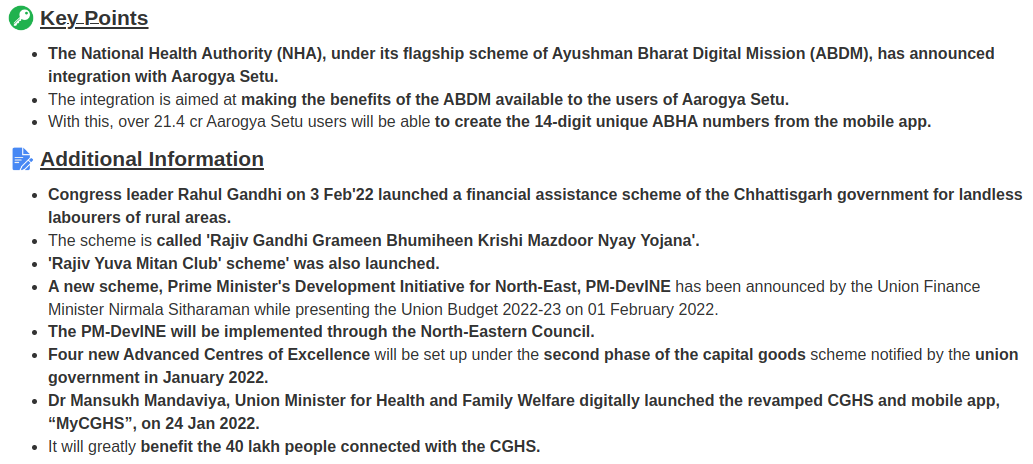 Key Points
The National Health Authority (NHA), under its flagship scheme of Ayushman Bharat Digital Mission (ABDM), has announced
integration with Aarogya Setu.
The integration is aimed at making the benefits of the ABDM available to the users of Aarogya Setu.
With this, over 21.4 cr Aarogya Setu users will be able to create the 14-digit unique ABHA numbers from the mobile app.
Additional Information
Congress leader Rahul Gandhi on 3 Feb'22 launched a financial assistance scheme of the Chhattisgarh government for landless
labourers of rural areas.
The scheme is called 'Rajiv Gandhi Grameen Bhumiheen Krishi Mazdoor Nyay Yojana'.
'Rajiv Yuva Mitan Club' scheme' was also launched.
A new scheme, Prime Minister's Development Initiative for North-East, PM-DevINE has been announced by the Union Finance
Minister Nirmala Sitharaman while presenting the Union Budget 2022-23 on 01 February 2022.
The PM-DevINE will be implemented through the North-Eastern Council.
Four new Advanced Centres of Excellence will be set up under the second phase of the capital goods scheme notified by the union
government in January 2022.
Dr Mansukh Mandaviya, Union Minister for Health and Family Welfare digitally launched the revamped CGHS and mobile app,
“MyCGHS”, on 24 Jan 2022.
It will greatly benefit the 40 lakh people connected with the CGHS.